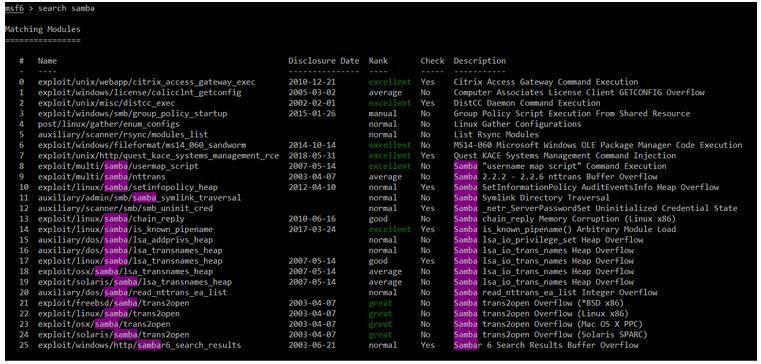 msf6 > search samba
Matching Modules
================
# Name Disclosure Date Rank Check Description
- ---- --------------- ---- ----- -----------
0 exploit/unix/webapp/citrix_access_gateway_exec 2010-12-21 excellent Yes Citrix Access Gateway Command Execution
1 exploit/windows/license/calicclnt_getconfig 2005-03-02 average No Computer Associates License Client GETCONFIG Overflow
2 exploit/unix/misc/distcc_exec 2002-02-01 excellent Yes DistCC Daemon Command Execution
3 exploit/windows/smb/group_policy_startup 2015-01-26 manual No Group Policy Script Execution From Shared Resource
4 post/linux/gather/enum_configs normal No Linux Gather Configurations
5 auxiliary/scanner/rsync/modules_list normal No List Rsync Modules
6 exploit/windows/fileformat/ms14_060_sandworm 2014-10-14 excellent No MS14-060 Microsoft Windows OLE Package Manager Code Execution
7 exploit/unix/http/quest_kace_systems_management_rce 2018-05-31 excellent Yes Quest KACE Systems Management Command Injection
8 exploit/multi/samba/usermap_script 2007-05-14 excellent No Samba "username map script" Command Execution
9 exploit/multi/samba/nttrans 2003-04-07 average No Samba 2.2.2 - 2.2.6 nttrans Buffer Overflow
10 exploit/linux/samba/setinfopolicy_heap 2012-04-10 normal Yes Samba SetInformationPolicy AuditEventsInfo Heap Overflow
11 auxiliary/admin/smb/samba_symlink_traversal normal No Samba Symlink Directory Traversal
12 auxiliary/scanner/smb/smb_uninit_cred normal Yes Samba _netr_ServerPasswordSet Uninitialized Credential State
13 exploit/linux/samba/chain_reply 2010-06-16 good No Samba chain_reply Memory Corruption (Linux x86)
14 exploit/linux/samba/is_known_pipename 2017-03-24 excellent Yes Samba is_known_pipename() Arbitrary Module Load
15 auxiliary/dos/samba/lsa_addprivs_heap normal No Samba lsa_io_privilege_set Heap Overflow
16 auxiliary/dos/samba/lsa_transnames_heap normal No Samba lsa_io_trans_names Heap Overflow
17 exploit/linux/samba/lsa_transnames_heap 2007-05-14 good Yes Samba lsa_io_trans_names Heap Overflow
18 exploit/osx/samba/lsa_transnames_heap 2007-05-14 average No Samba lsa_io_trans_names Heap Overflow
19 exploit/solaris/samba/lsa_transnames_heap 2007-05-14 average No Samba lsa_io_trans_names Heap Overflow
20 auxiliary/dos/samba/read_nttrans_ea_list normal No Samba read_nttrans_ea_list Integer Overflow
21 exploit/freebsd/samba/trans2open 2003-04-07 great No Samba trans2open Overflow (*BSD x86)
22 exploit/linux/samba/trans2open 2003-04-07 great No Samba trans2open Overflow (Linux x86)
23 exploit/osx/samba/trans2open 2003-04-07 great No Samba trans2open Overflow (Mac OS X PPC)
24 exploit/solaris/samba/trans2open 2003-04-07 great No Samba trans2open Overflow (Solaris SPARC)
25 exploit/windows/http/sambar6_search_results 2003-06-21 normal Yes Sambar 6 Search Results Buffer Overflow